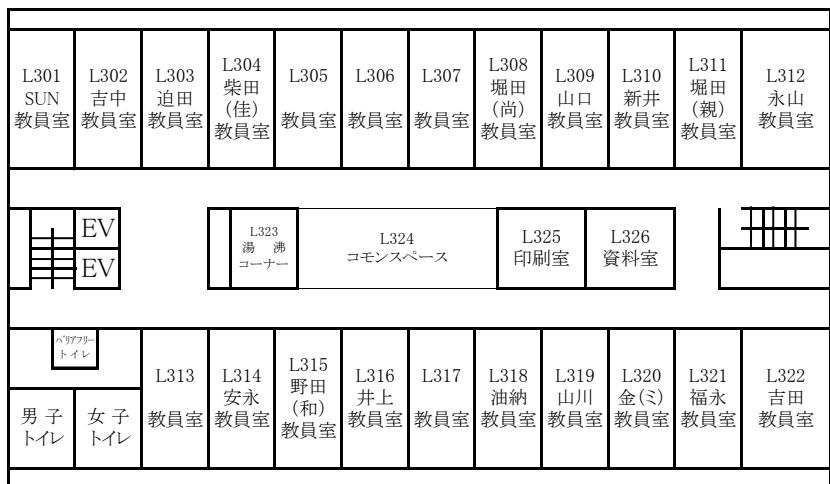 L301
SUN
教員室
L302
吉中
教員室
L303
迫田
教員室
L304
柴田
(佳)
教員室
L305
教員室
L306
教員室
L307
教員室
L308
堀田
(尚)
教員室
L309
山口
教員室
L310
新井
教員室
L311
堀田
(親)
教員室
L312
永山
教員室
EV
EV
L323
湯 沸
コーナー
L324
コモンスペース
L325
印刷室
L326
資料室
バリアフリー
トイレ
男 子
トイレ
女 子
トイレ
L313
教員室
L314
安永
教員室
L315
野田
(和)
教員室
L316
井上
教員室
L317
教員室
L318
油納
教員室
L319
山川
教員室
L320
金(ミ)
教員室
L321
福永
教員室
L322
吉田
教員室